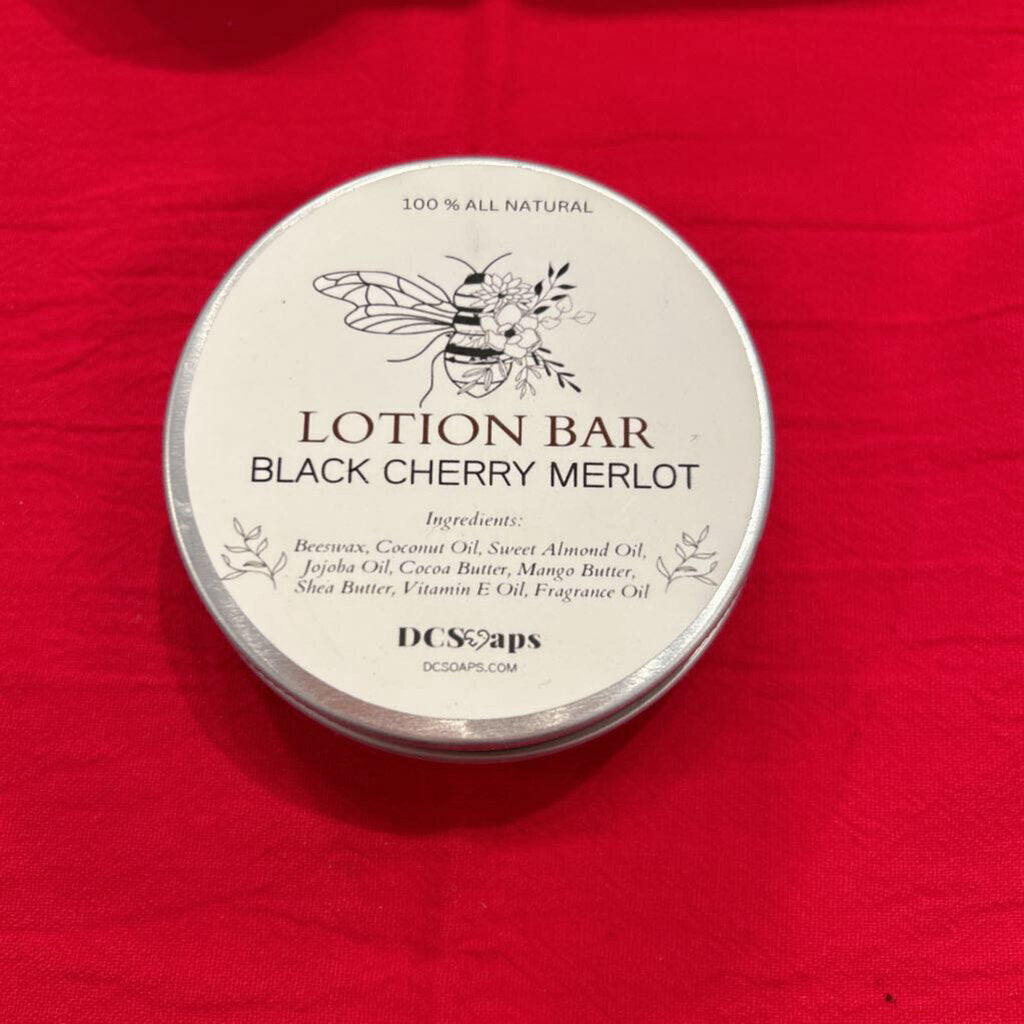 100 % ALL NATURAL
LOTION BAR
BLACK CHERRY MERLOT
Ingredients:
Beeswax, Coconut Oil, Sweet Almond Oil,
Jojoba Oil, Cocoa Butter, Mango Butter,
Shea Butter, Vitamin E Oil, Fragrance Oil
DCSoaps
DCSOAPS.COM